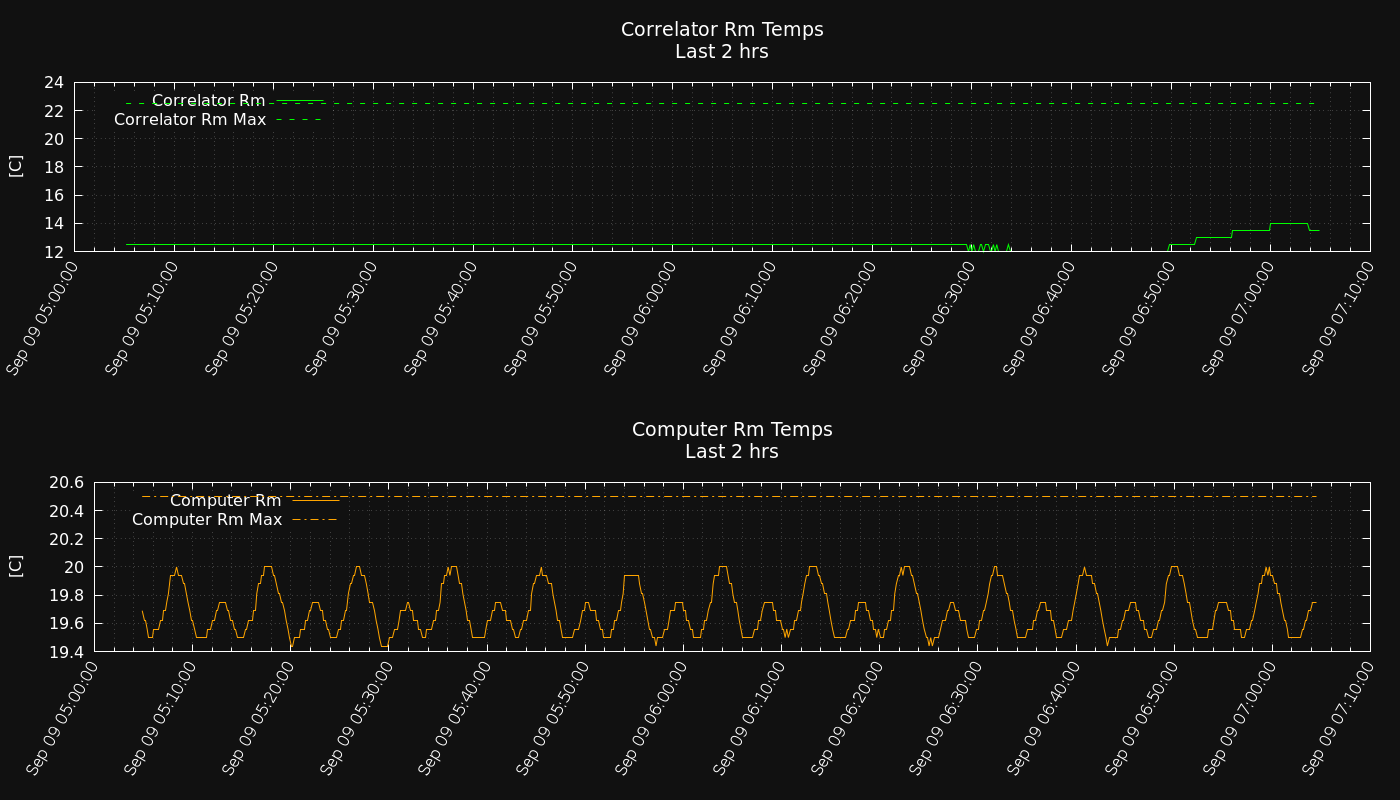 Correlator Rm Temps
Last 2 hrs
24
22
20
18
16
14
12
[C]
Correlator Rm
Correlator Rm Max
Sep 09 05:00:00
Sep 09 05:10:00
Sep 09 05:20:00
Sep 09 05:30:00
Sep 09 05:40:00
Sep 09 05:50:00
Sep 09 06:00:00
Sep 09 06:10:00
Sep 09 06:20:00
Sep 09 06:30:00
Sep 09 06:40:00
Sep 09 06:50:00
Sep 09 07:00:00
Sep 09 07:10:00
Computer Rm Temps
Last 2 hrs
20.6
20.4
20.2
20
19.8
19.6
19.4
[C]
Computer Rm
Computer Rm Max
Sep 09 05:00:00
Sep 09 05:10:00
Sep 09 05:20:00
Sep 09 05:30:00
Sep 09 05:40:00
Sep 09 05:50:00
Sep 09 06:00:00
Sep 09 06:10:00
Sep 09 06:20:00
Sep 09 06:30:00
Sep 09 06:40:00
Sep 09 06:50:00
Sep 09 07:00:00
Sep 09 07:10:00